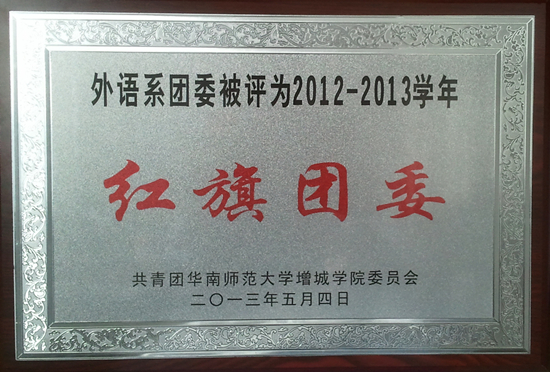 外语系团委被评为2012-2013学年
红旗团委
共青团华南师范大学增城学院委员会
二〇一三年五月四日